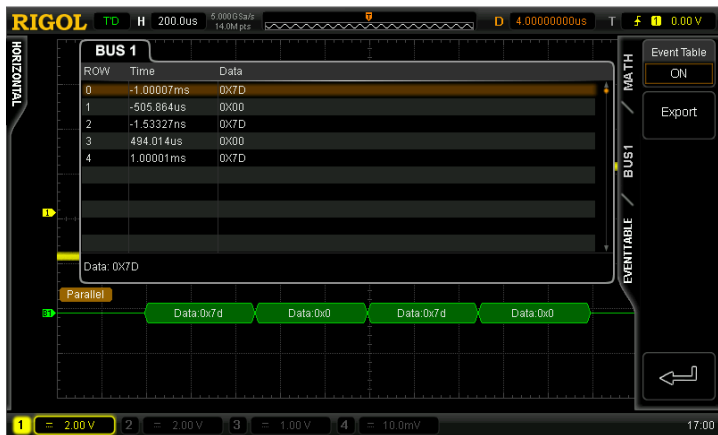 RIGOL T'D H 200.0us 5.000GSa/s 14.0M pts D 4.00000000us T 1 0.00 V
HORIZONTAL
BUS 1
ROW Time Data
0 -1.00007ms 0X7D
1 -505.864us 0X00
2 -1.53327ns 0X7D
3 494.014us 0X00
4 1.00001ms 0X7D
Data: 0X7D
MATH
BUS1
EVENTTABLE
Event Table
ON
Export
1
Parallel
B1 Data:0x7d Data:0x0 Data:0x7d Data:0x0
1 = 2.00 V 2 = 2.00 V 3 = 1.00 V 4 = 10.0mV 17:00